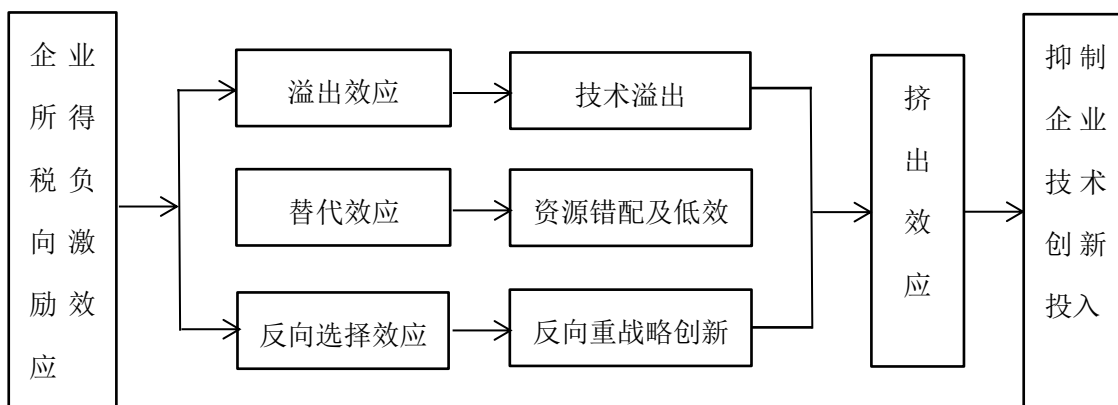 企业
所得
税负
向激
励效
应
溢出效应
技术溢出
替代效应
资源错配及低效
反向选择效应
反向重战略创新
挤
出
效
应
抑制
企业
技术
创新
投入